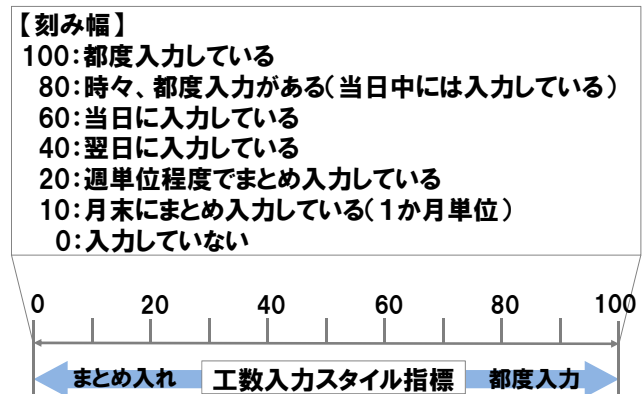 【刻み幅】
100：都度入力している
80：時々、都度入力がある（当日中には入力している）
60：当日に入力している
40：翌日に入力している
20：週単位程度でまとめ入力している
10：月末にまとめ入力している（１か月単位）
0：入力していない
0 20 40 60 80 100
まとめ入れ 工数入力スタイル指標 都度入力